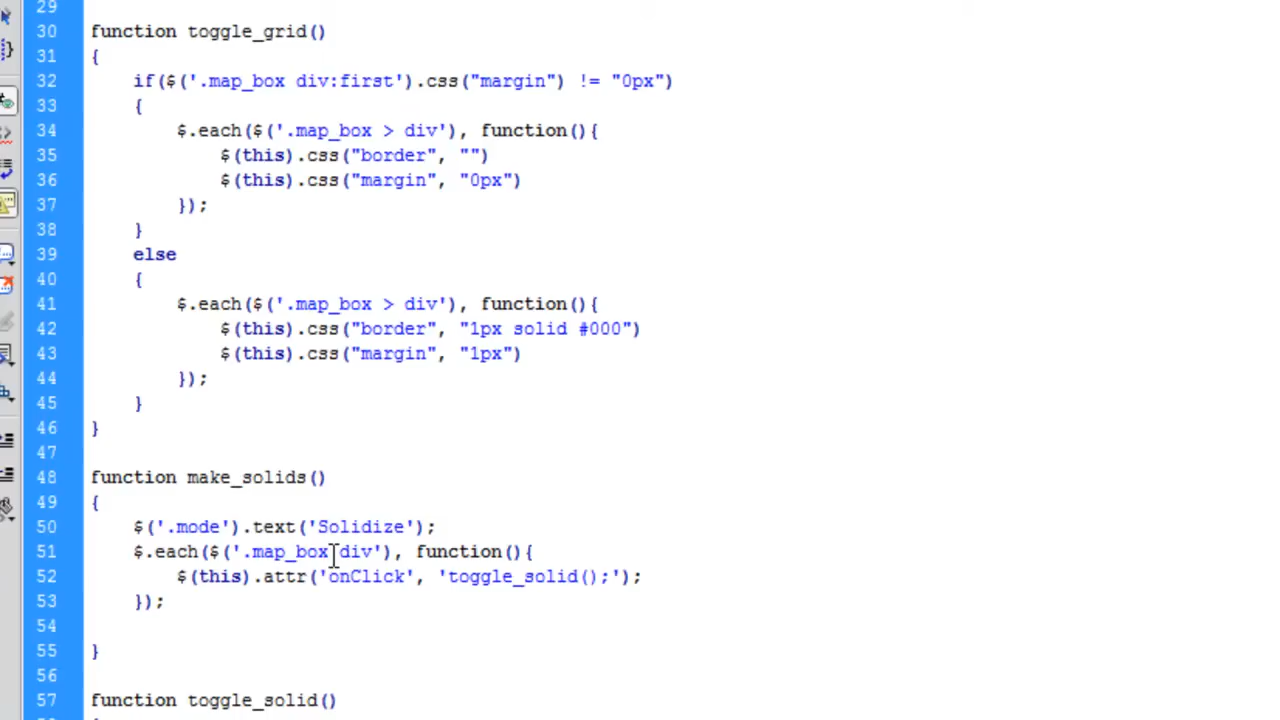 29
30 function toggle_grid()
31 {
32 if($('.map_box div:first').css("margin") != "0px")
33 {
34 $.each($('.map_box > div'), function(){
35 $(this).css("border", "")
36 $(this).css("margin", "0px")
37 });
38 }
39 else
40 {
41 $.each($('.map_box > div'), function(){
42 $(this).css("border", "1px solid #000")
43 $(this).css("margin", "1px")
44 });
45 }
46 }
47
48 function make_solids()
49 {
50 $('.mode').text('Solidize');
51 $.each($('.map_box div'), function(){
52 $(this).attr('onClick', 'toggle_solid();');
53 });
54
55 }
56
57 function toggle_solid()